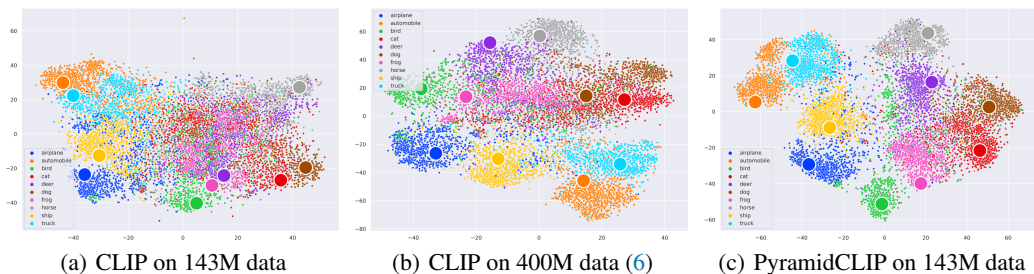 60
40
20
0
−20
−40
−40
−20
0
20
40
airplane
automobile
bird
cat
deer
dog
frog
horse
ship
truck
(a) CLIP on 143M data
60
40
20
0
−20
−40
−60
−80
−40
−20
0
20
40
airplane
automobile
bird
cat
deer
dog
frog
horse
ship
truck
(b) CLIP on 400M data (6)
40
20
0
−20
−40
−60
−60
−40
−20
0
20
40
60
airplane
automobile
bird
cat
deer
dog
frog
horse
ship
truck
(c) PyramidCLIP on 143M data